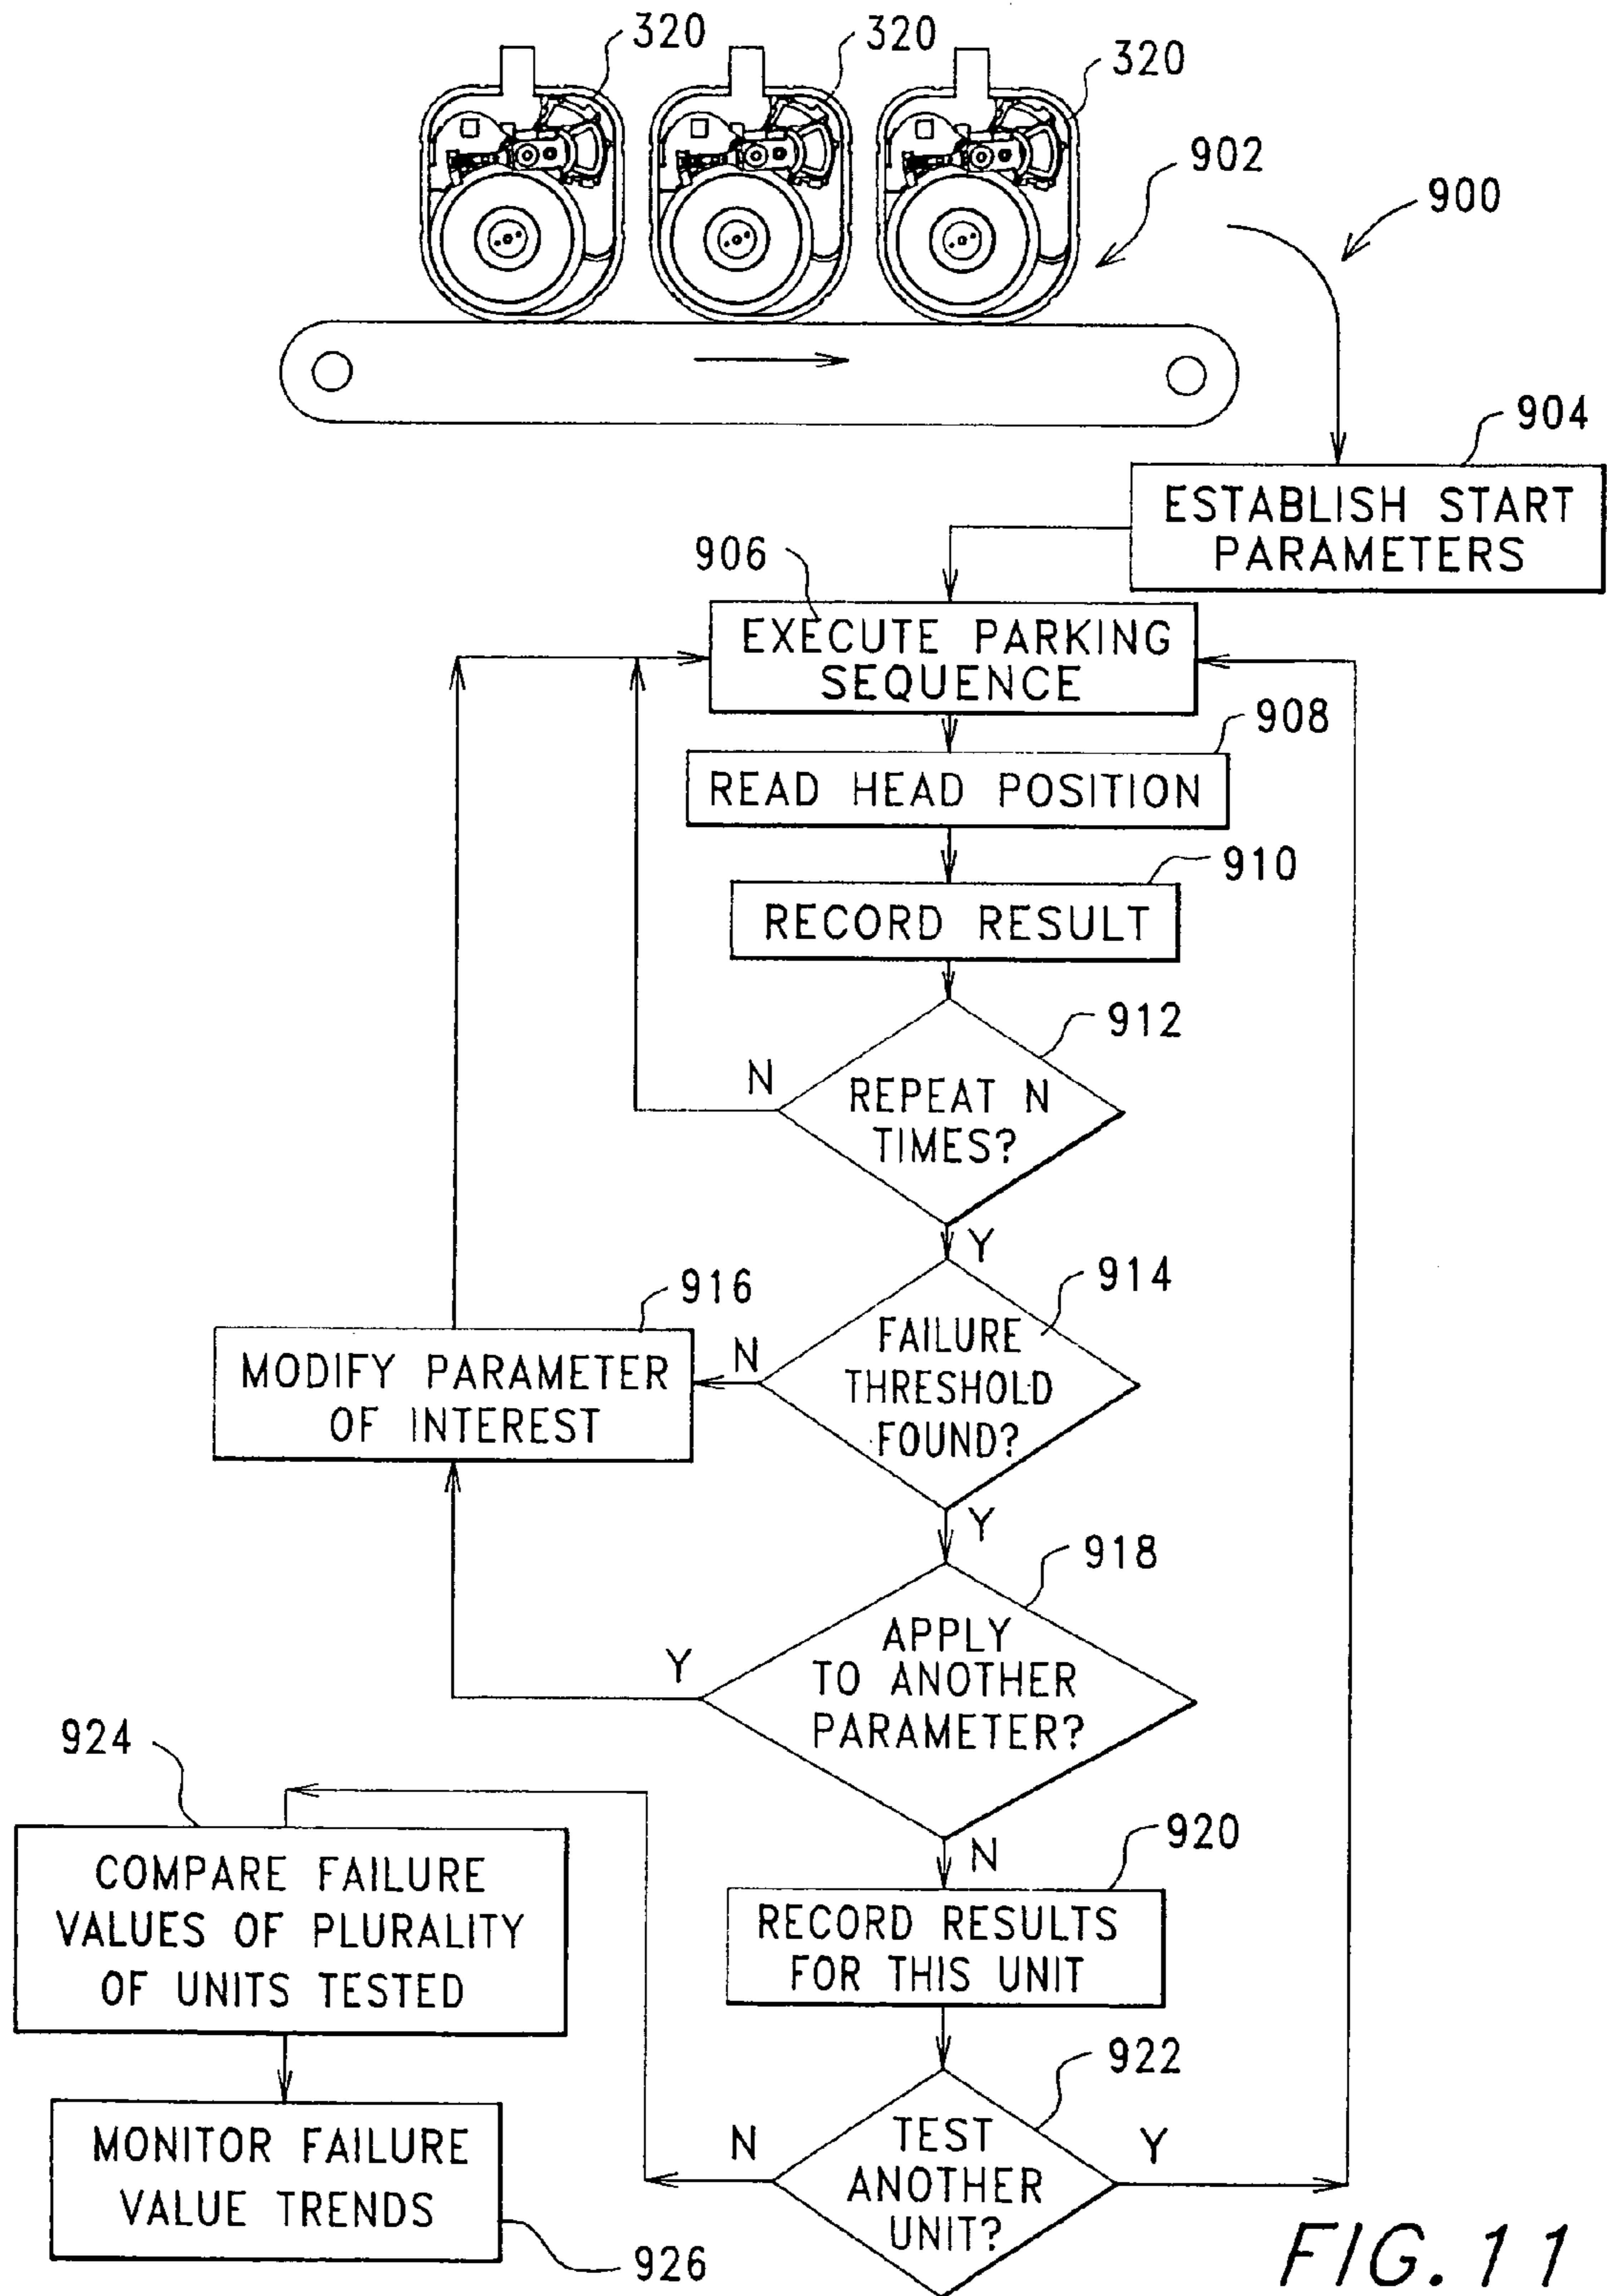 320
320
320
902
900
904
ESTABLISH START
PARAMETERS
906
EXECUTE PARKING
SEQUENCE
908
READ HEAD POSITION
910
RECORD RESULT
912
N
REPEAT N
TIMES?
Y
914
916
FAILURE
THRESHOLD
FOUND?
N
MODIFY PARAMETER
OF INTEREST
Y
918
APPLY
TO ANOTHER
PARAMETER?
Y
924
N
920
COMPARE FAILURE
VALUES OF PLURALITY
OF UNITS TESTED
RECORD RESULTS
FOR THIS UNIT
922
N
TEST
ANOTHER
UNIT?
Y
MONITOR FAILURE
VALUE TRENDS
926
FIG. 11